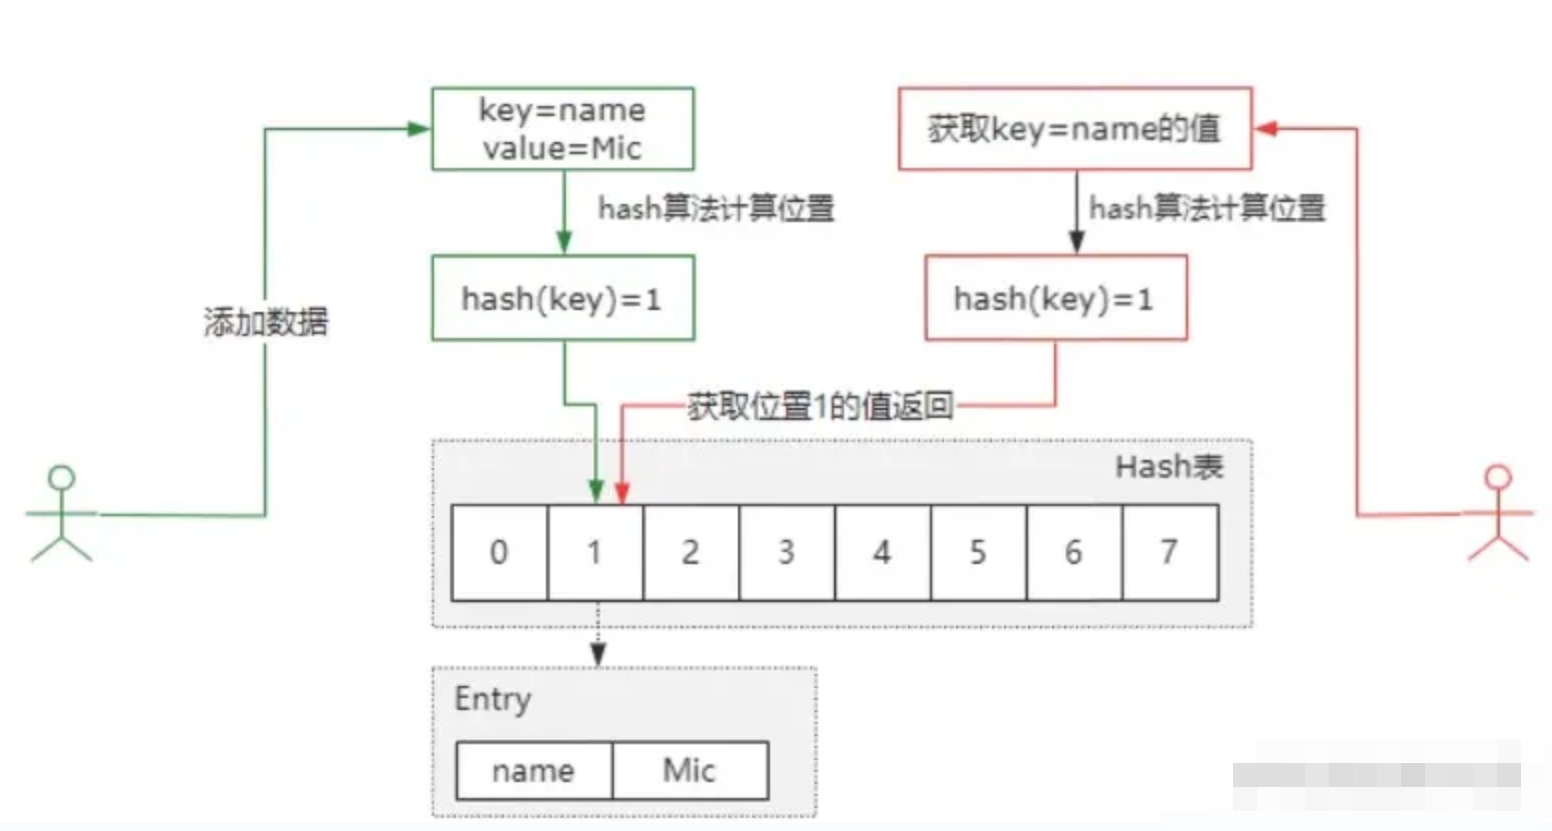 key=name
value=Mic
获取key=name的值
hash算法计算位置
hash算法计算位置
hash(key)=1
hash(key)=1
添加数据
获取位置1的值返回
Hash表
0 1 2 3 4 5 6 7
Entry
name Mic